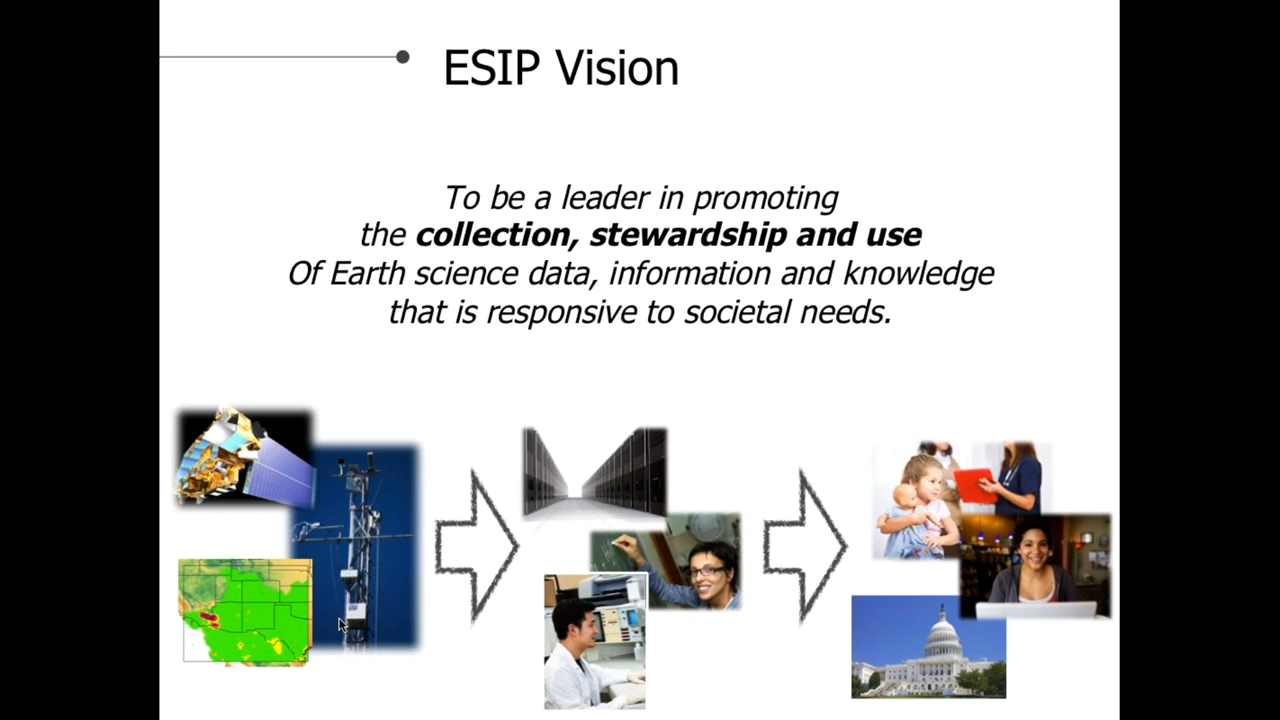 ESIP Vision
To be a leader in promoting
the collection, stewardship and use
Of Earth science data, information and knowledge
that is responsive to societal needs.